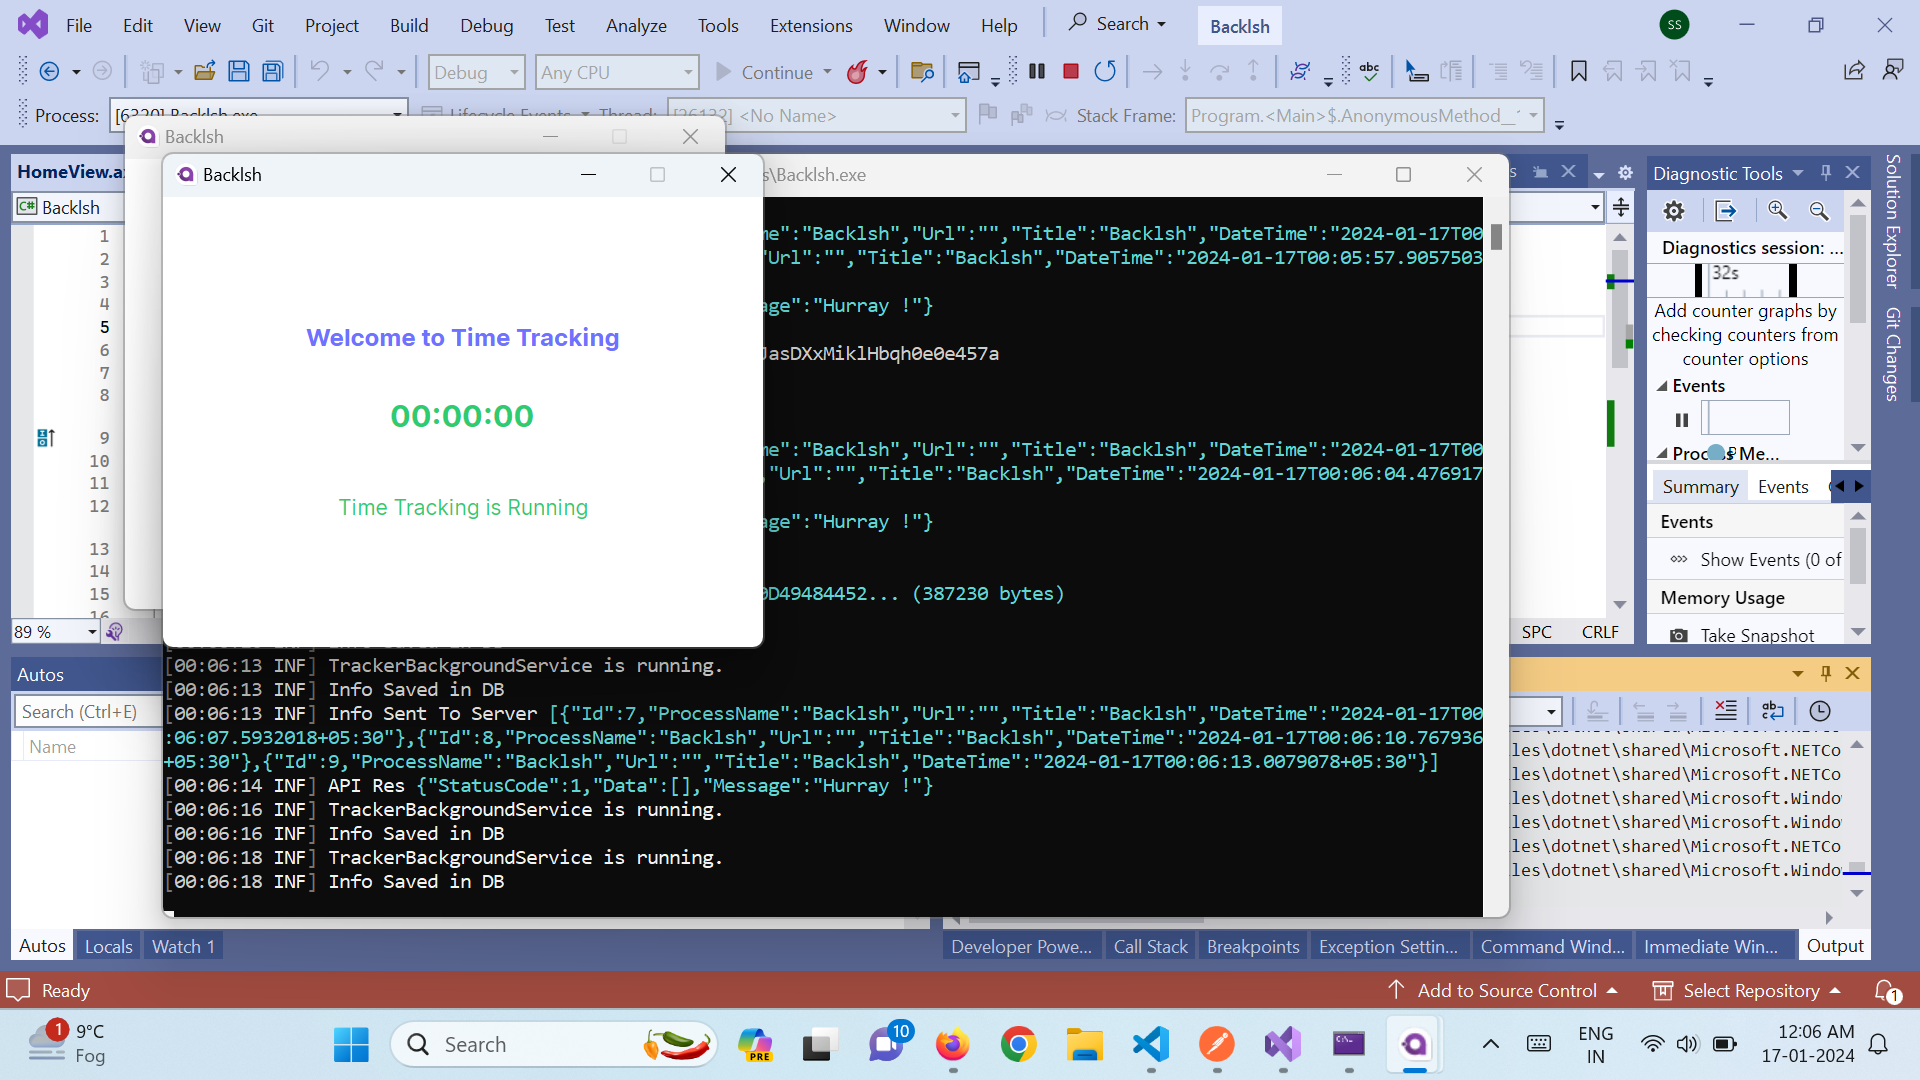 File Edit View Git Project Build Debug Test Analyze Tools Extensions Window Help Search Backlsh SS
Debug Any CPU Continue abc
Process: Backlsh.exe Lifecycle Events Thread: <No Name> Stack Frame: Program.<Main>$.AnonymousMethod__
Backlsh
Backlsh
\Backlsh.exe
HomeView.a
C# Backlsh
1
2
3
4
5
6
7
8
9
10
11
12
13
14
15
16
Welcome to Time Tracking
00:00:00
Time Tracking is Running
me":"Backlsh","Url":"","Title":"Backlsh","DateTime":"2024-01-17T00
"Url":"","Title":"Backlsh","DateTime":"2024-01-17T00:05:57.9057503
age":"Hurray !"}
JasDXxMiklHbqh0e0e457a
me":"Backlsh","Url":"","Title":"Backlsh","DateTime":"2024-01-17T00
,"Url":"","Title":"Backlsh","DateTime":"2024-01-17T00:06:04.476917
age":"Hurray !"}
0D49484452... (387230 bytes)
[00:06:13 INF] TrackerBackgroundService is running.
[00:06:13 INF] Info Saved in DB
[00:06:13 INF] Info Sent To Server [{"Id":7,"ProcessName":"Backlsh","Url":"","Title":"Backlsh","DateTime":"2024-01-17T00
:06:07.5932018+05:30"},{"Id":8,"ProcessName":"Backlsh","Url":"","Title":"Backlsh","DateTime":"2024-01-17T00:06:10.767936
+05:30"},{"Id":9,"ProcessName":"Backlsh","Url":"","Title":"Backlsh","DateTime":"2024-01-17T00:06:13.0079078+05:30"}]
[00:06:14 INF] API Res {"StatusCode":1,"Data":[],"Message":"Hurray !"}
[00:06:16 INF] TrackerBackgroundService is running.
[00:06:16 INF] Info Saved in DB
[00:06:18 INF] TrackerBackgroundService is running.
[00:06:18 INF] Info Saved in DB
Diagnostic Tools
Diagnostics session: ...
32s
Add counter graphs by
checking counters from
counter options
Events
Process Me...
Summary Events
Events
Show Events (0 of
Memory Usage
Take Snapshot
Solution Explorer
Git Changes
89 %
SPC CRLF
Autos
Search (Ctrl+E)
Name
les\dotnet\shared\Microsoft.NETCo
les\dotnet\shared\Microsoft.NETCo
les\dotnet\shared\Microsoft.Windo
les\dotnet\shared\Microsoft.Windo
les\dotnet\shared\Microsoft.NETCo
les\dotnet\shared\Microsoft.Windo
Autos Locals Watch 1
Developer Powe... Call Stack Breakpoints Exception Settin... Command Wind... Immediate Win... Output
Ready
Add to Source Control Select Repository 1
1 9°C
Fog
Search
PRE
10
ENG
IN
12:06 AM
17-01-2024